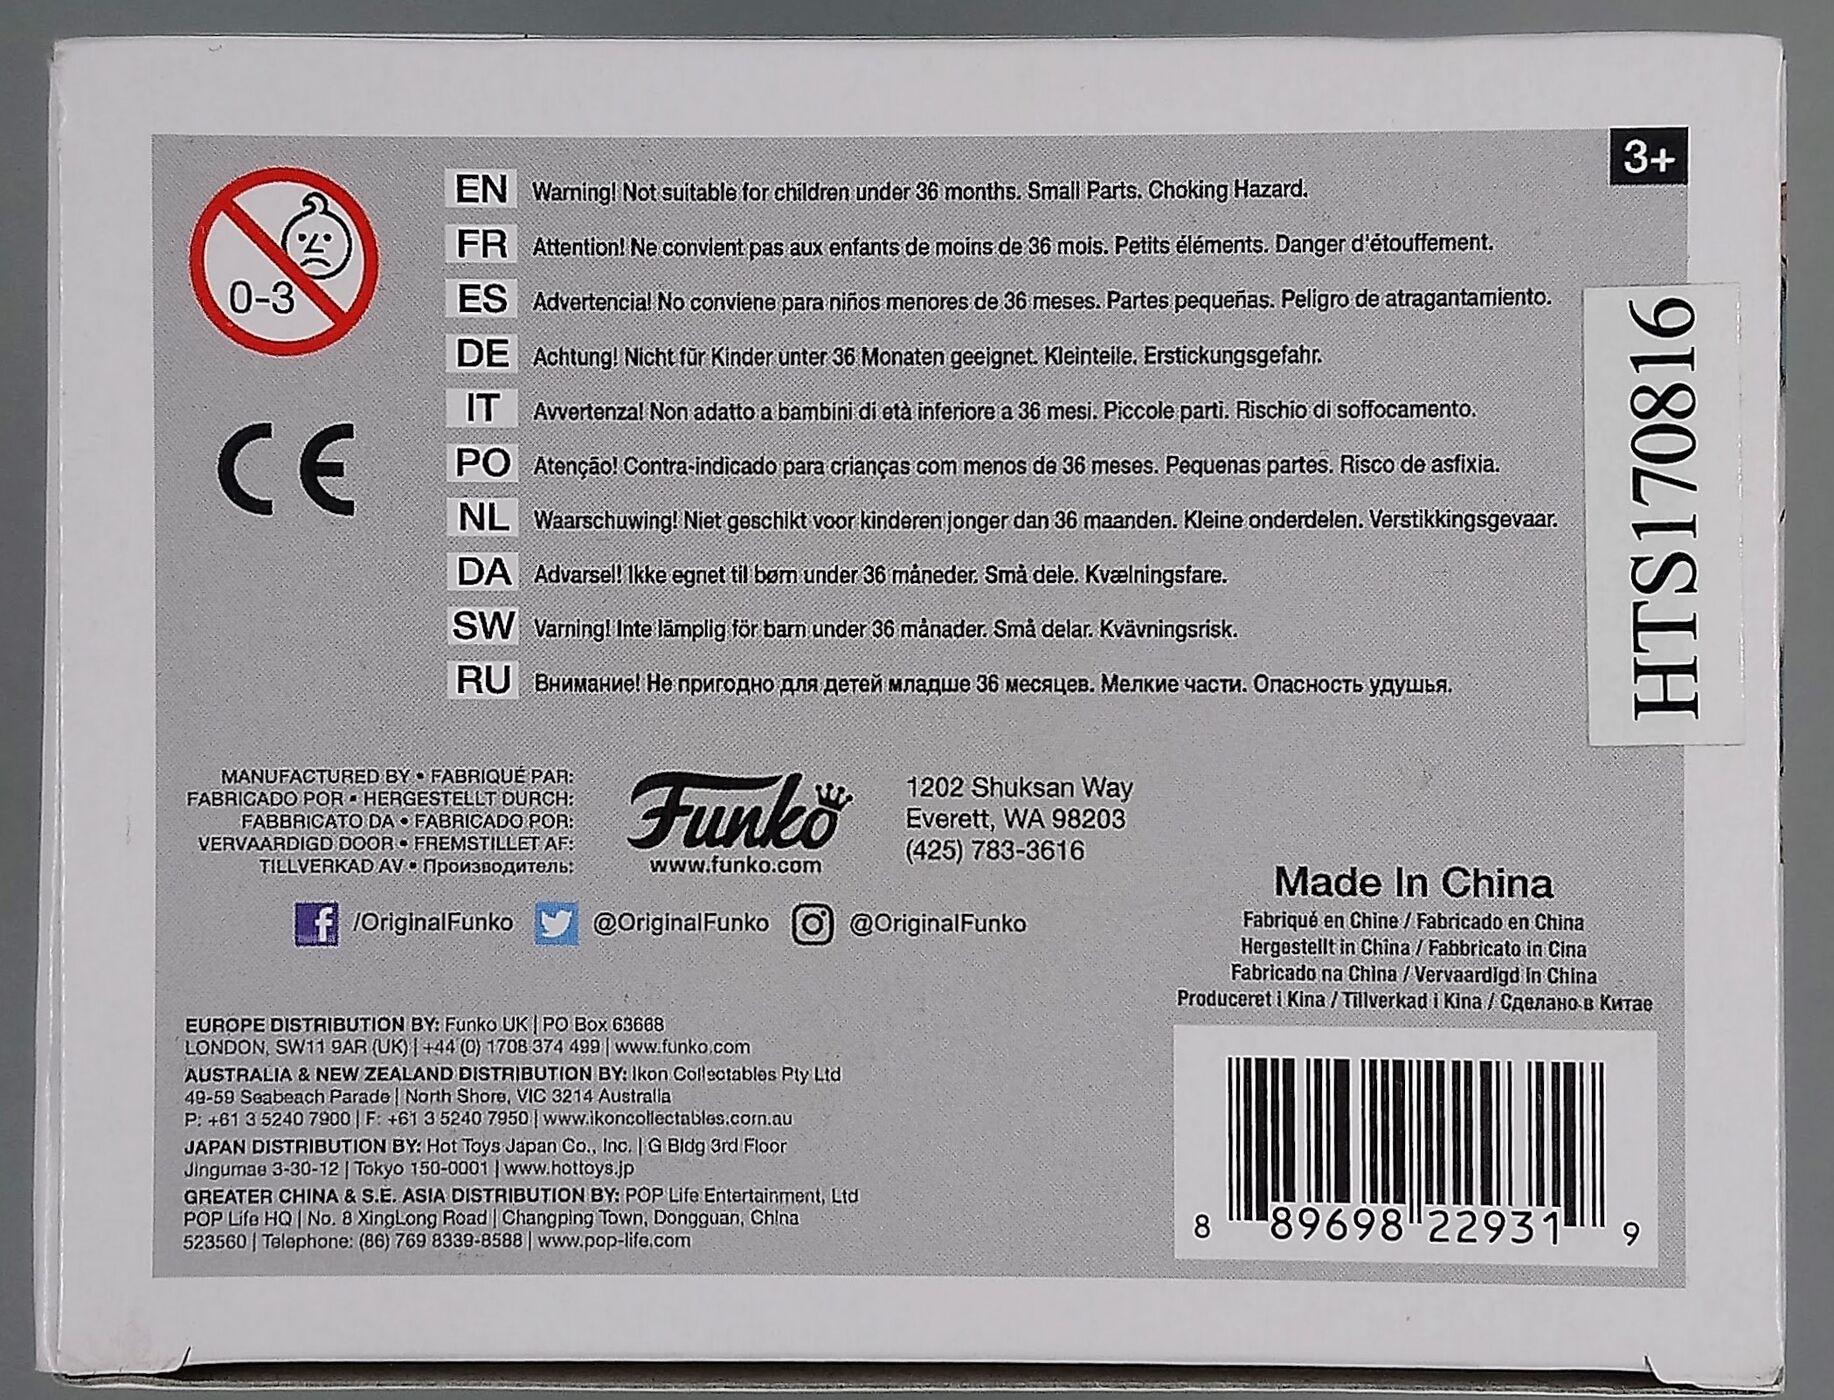 3+
0-3
EN Warning! Not suitable for children under 36 months. Small Parts. Choking Hazard.
FR Attention! Ne convient pas aux enfants de moins de 36 mois. Petits éléments. Danger d'étouffement.
ES Advertencia! No conviene para niños menores de 36 meses. Partes pequeñas. Peligro de atragantamiento.
DE Achtung! Nicht für Kinder unter 36 Monaten geeignet. Kleinteile. Erstickungsgefahr.
IT Avvertenza! Non adatto a bambini di età inferiore a 36 mesi. Piccole parti. Rischio di soffocamento.
PO Atenção! Contra-indicado para crianças com menos de 36 meses. Pequenas partes. Risco de asfixia.
NL Waarschuwing! Niet geschikt voor kinderen jonger dan 36 maanden. Kleine onderdelen. Verstikkingsgevaar.
DA Advarsel! Ikke egnet til børn under 36 måneder. Små dele. Kvælningsfare.
SW Varning! Inte lämplig för barn under 36 månader. Små delar. Kvävningsrisk.
RU Внимание! Не пригодно для детей младше 36 месяцев. Мелкие части. Опасность удушья.
CE
HTS170816
MANUFACTURED BY • FABRIQUÉ PAR:
FABRICADO POR • HERGESTELLT DURCH:
FABBRICATO DA • FABRICADO POR:
VERVAARDIGD DOOR • FREMSTILLET AF:
TILLVERKAD AV • Производитель:
Funko
www.funko.com
1202 Shuksan Way
Everett, WA 98203
(425) 783-3616
/OriginalFunko @OriginalFunko @OriginalFunko
Made In China
Fabriqué en Chine / Fabricado en China
Hergestellt in China / Fabbricato in Cina
Fabricado na China / Vervaardigd in China
Produceret i Kina / Tillverkad i Kina / Сделано в Китае
EUROPE DISTRIBUTION BY: Funko UK | PO Box 63668
LONDON, SW11 9AR (UK) | +44 (0) 1708 374 499 | www.funko.com
AUSTRALIA & NEW ZEALAND DISTRIBUTION BY: Ikon Collectables Pty Ltd
49-59 Seabeach Parade | North Shore, VIC 3214 Australia
P: +61 3 5240 7900 | F: +61 3 5240 7950 | www.ikoncollectables.com.au
JAPAN DISTRIBUTION BY: Hot Toys Japan Co., Inc. | G Bldg 3rd Floor
Jingumae 3-30-12 | Tokyo 150-0001 | www.hottoys.jp
GREATER CHINA & S.E. ASIA DISTRIBUTION BY: POP Life Entertainment, Ltd
POP Life HQ | No. 8 XingLong Road | Changping Town, Dongguan, China
523560 | Telephone: (86) 769 8339-8588 | www.pop-life.com
8 89698 22931 9